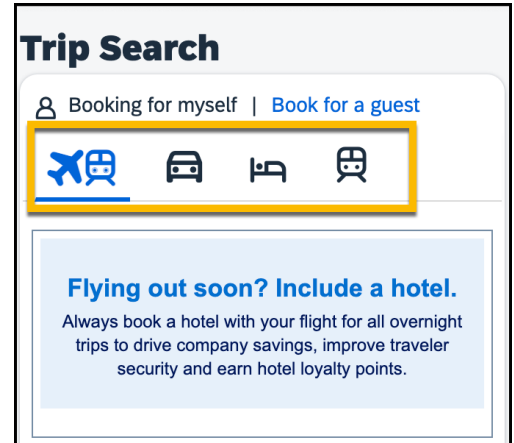 Trip Search
Booking for myself | Book for a guest
Flying out soon? Include a hotel.
Always book a hotel with your flight for all overnight
trips to drive company savings, improve traveler
security and earn hotel loyalty points.